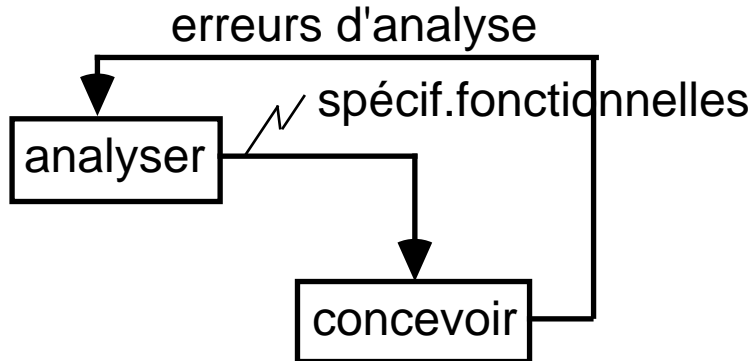 erreurs d'analyse
spécif.fonctionnelles
analyser
concevoir